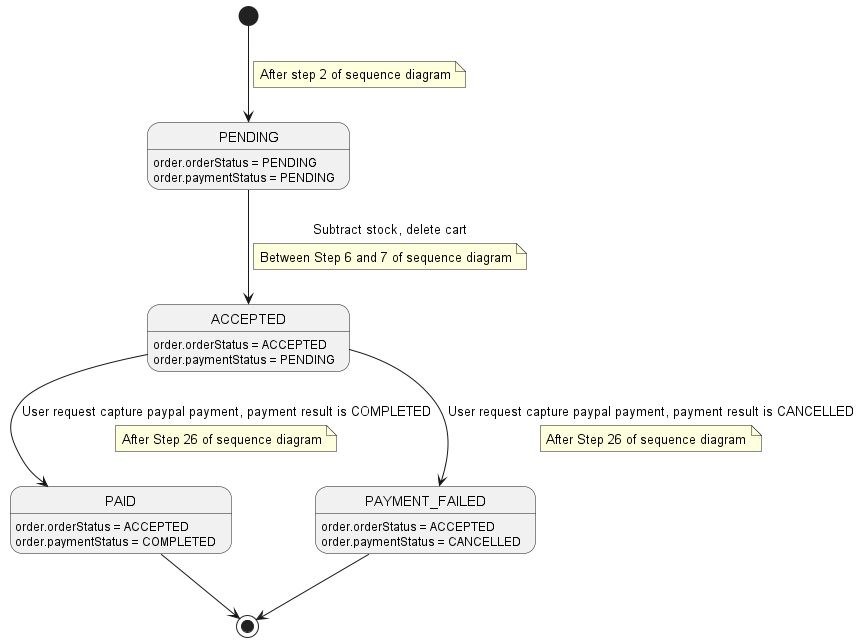 After step 2 of sequence diagram
PENDING
order.orderStatus = PENDING
order.paymentStatus = PENDING
Subtract stock, delete cart
Between Step 6 and 7 of sequence diagram
ACCEPTED
order.orderStatus = ACCEPTED
order.paymentStatus = PENDING
User request capture paypal payment, payment result is COMPLETED
After Step 26 of sequence diagram
User request capture paypal payment, payment result is CANCELLED
After Step 26 of sequence diagram
PAID
order.orderStatus = ACCEPTED
order.paymentStatus = COMPLETED
PAYMENT_FAILED
order.orderStatus = ACCEPTED
order.paymentStatus = CANCELLED